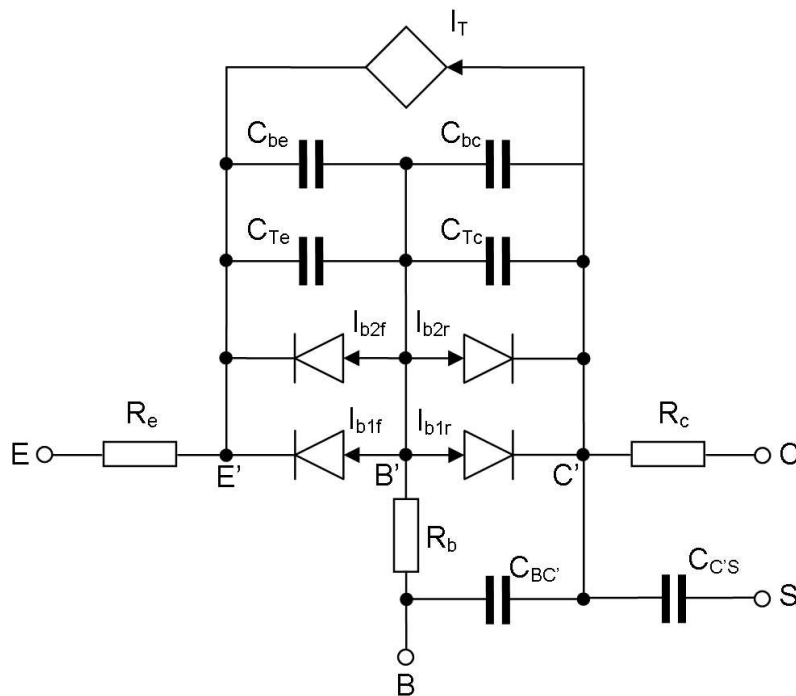 I_T
C_be C_bc
C_Te C_Tc
I_b2f I_b2r
R_e I_b1f I_b1r R_c
E E' B' C' C
R_b
C_BC' C_C'S
S
B